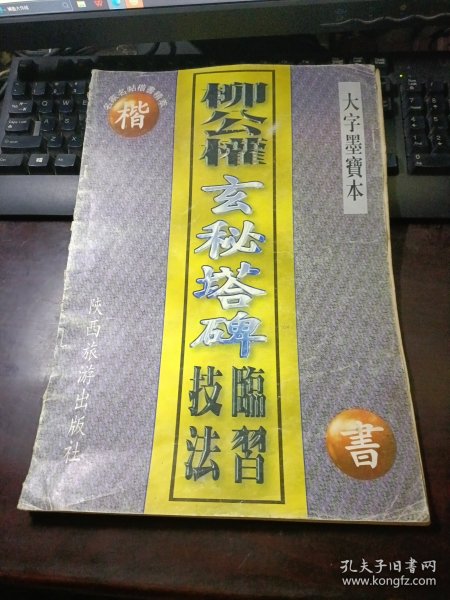 大字墨寶本
柳公權
玄秘塔碑
臨習
技法
楷
書
陕西旅游出版社
孔夫子旧书网
www.kongfz.com